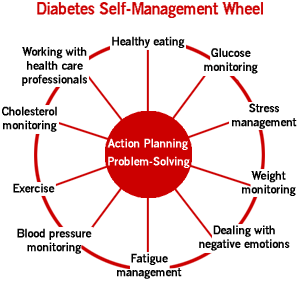 Diabetes Self-Management Wheel
Healthy eating
Glucose
monitoring
Stress
management
Weight
monitoring
Dealing with
negative emotions
Fatigue
management
Blood pressure
monitoring
Exercise
Cholesterol
monitoring
Working with
health care
professionals
Action Planning
Problem-Solving